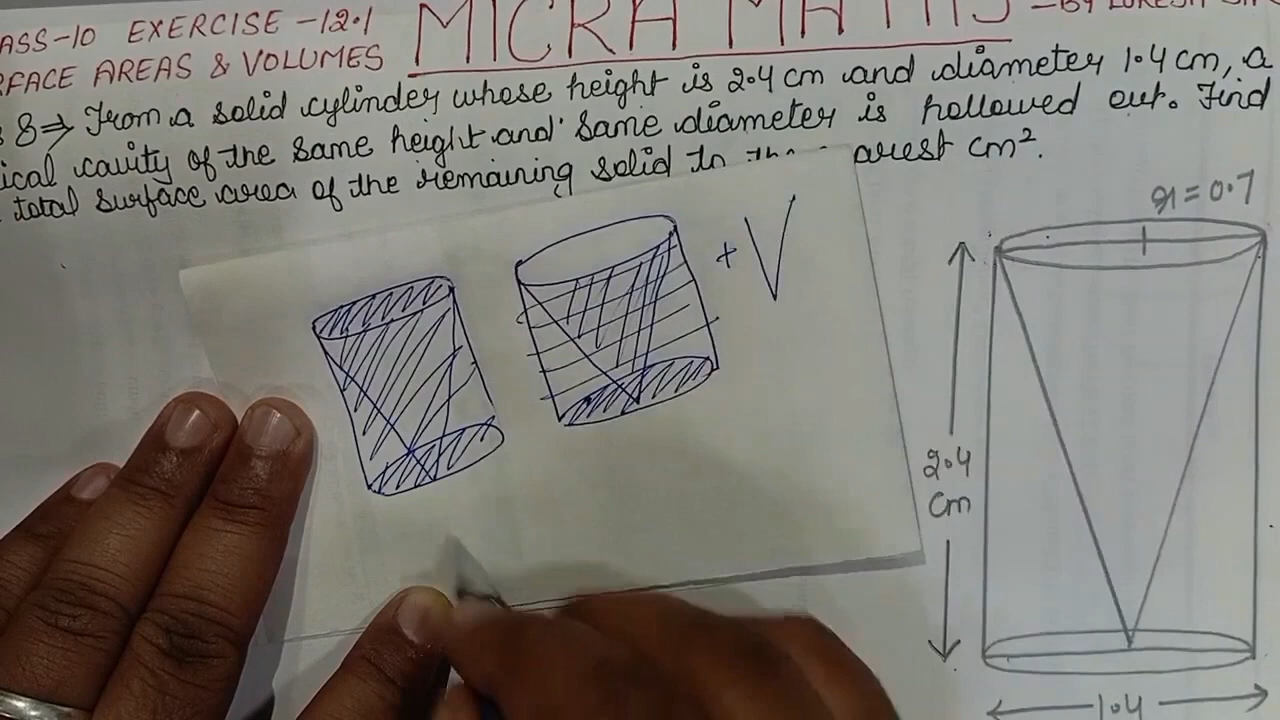 ASS-10 EXERCISE -12.1
MICRA MATHS
RFACE AREAS & VOLUMES
8⇒ From a solid cylinder, whose height is 2.4 cm and diameter 1.4 cm, a
ical cavity of the same height and same diameter is hollowed out. Find
total surface area of the remaining solid to the arest cm².
r = 0.7
+ V
2.4
cm
1.4